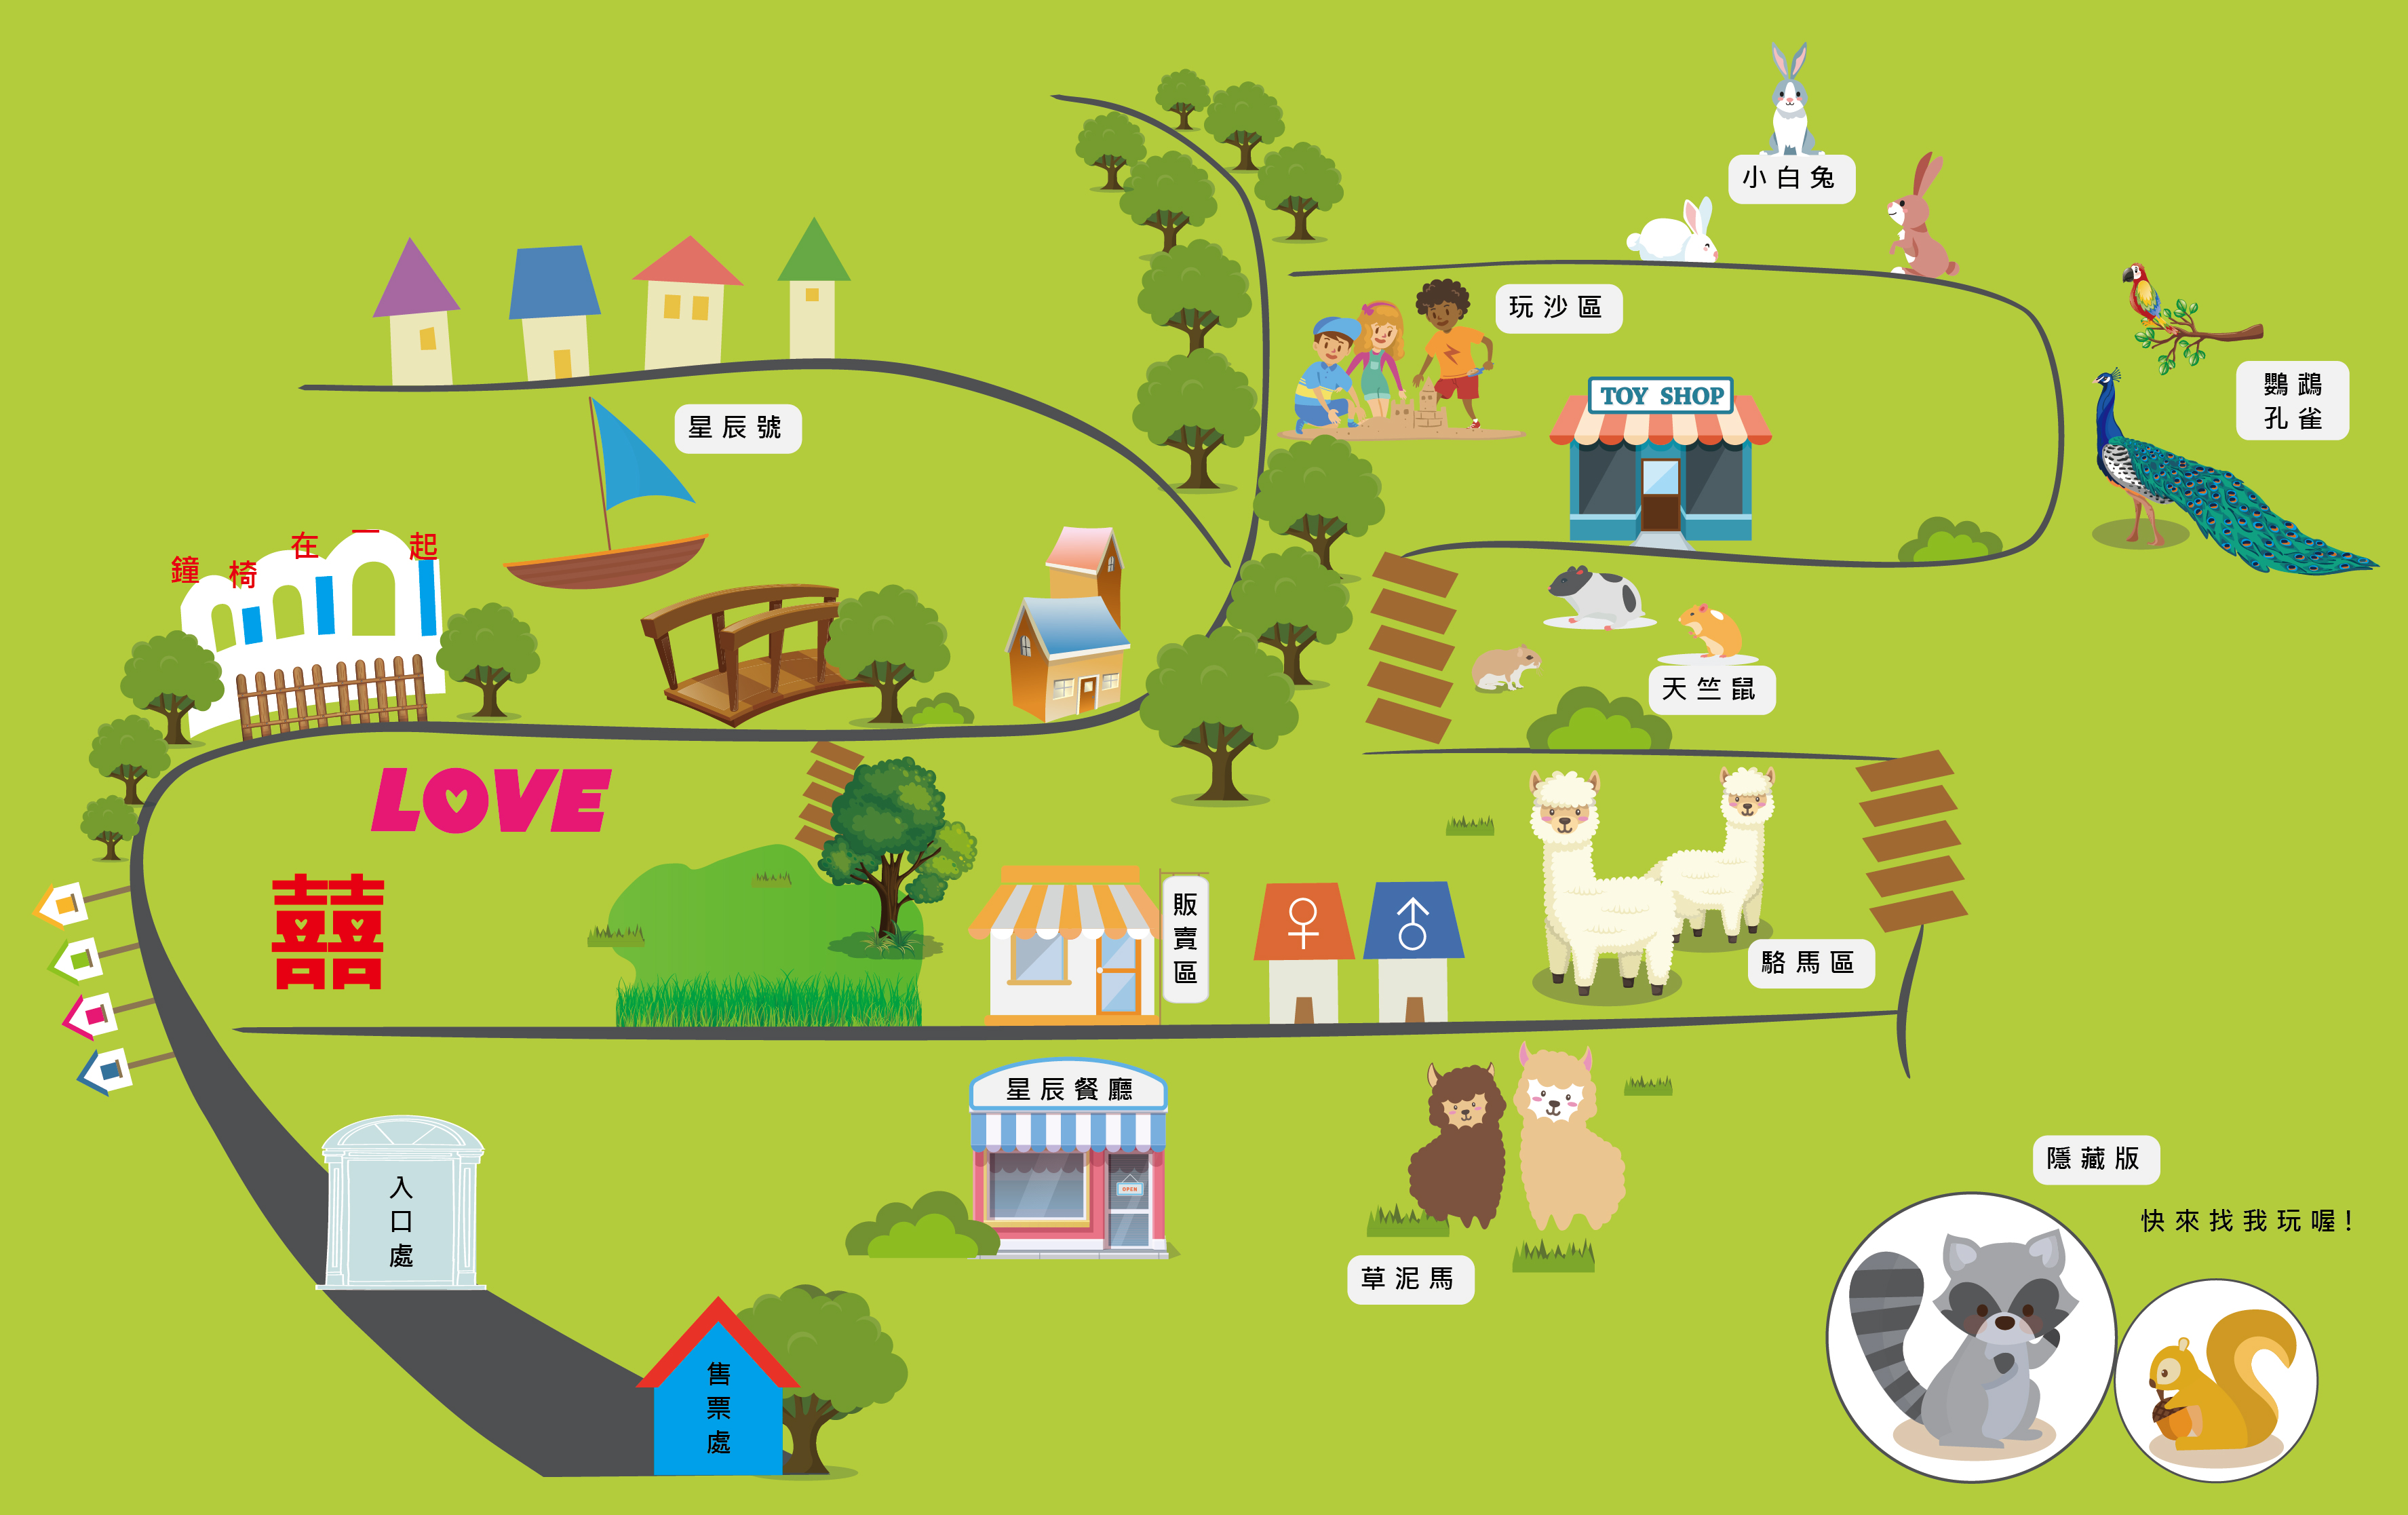 小白兔
玩沙區
TOY SHOP
鸚鵡
孔雀
星辰號
鐘椅在一起
天竺鼠
LOVE
囍
販賣區
駱馬區
星辰餐廳
OPEN
入口處
草泥馬
隱藏版
快來找我玩喔!
售票處